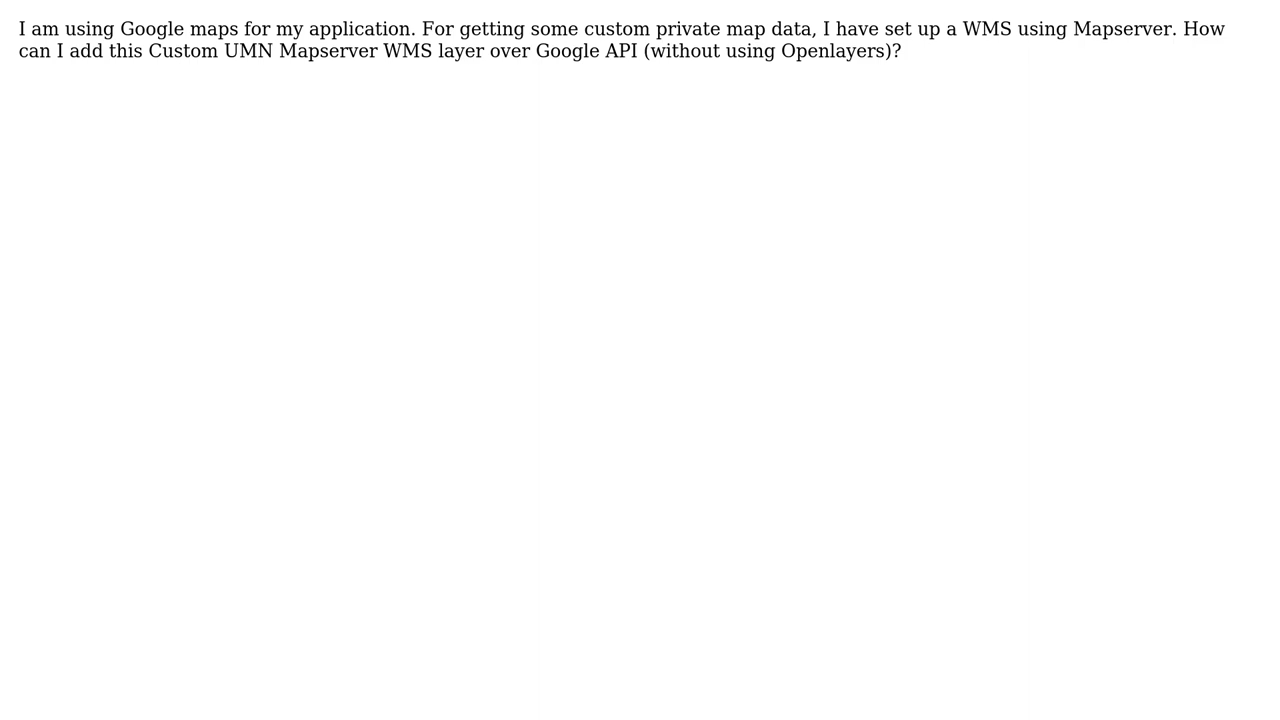 I am using Google maps for my application. For getting some custom private map data, I have set up a WMS using Mapserver. How
can I add this Custom UMN Mapserver WMS layer over Google API (without using Openlayers)?